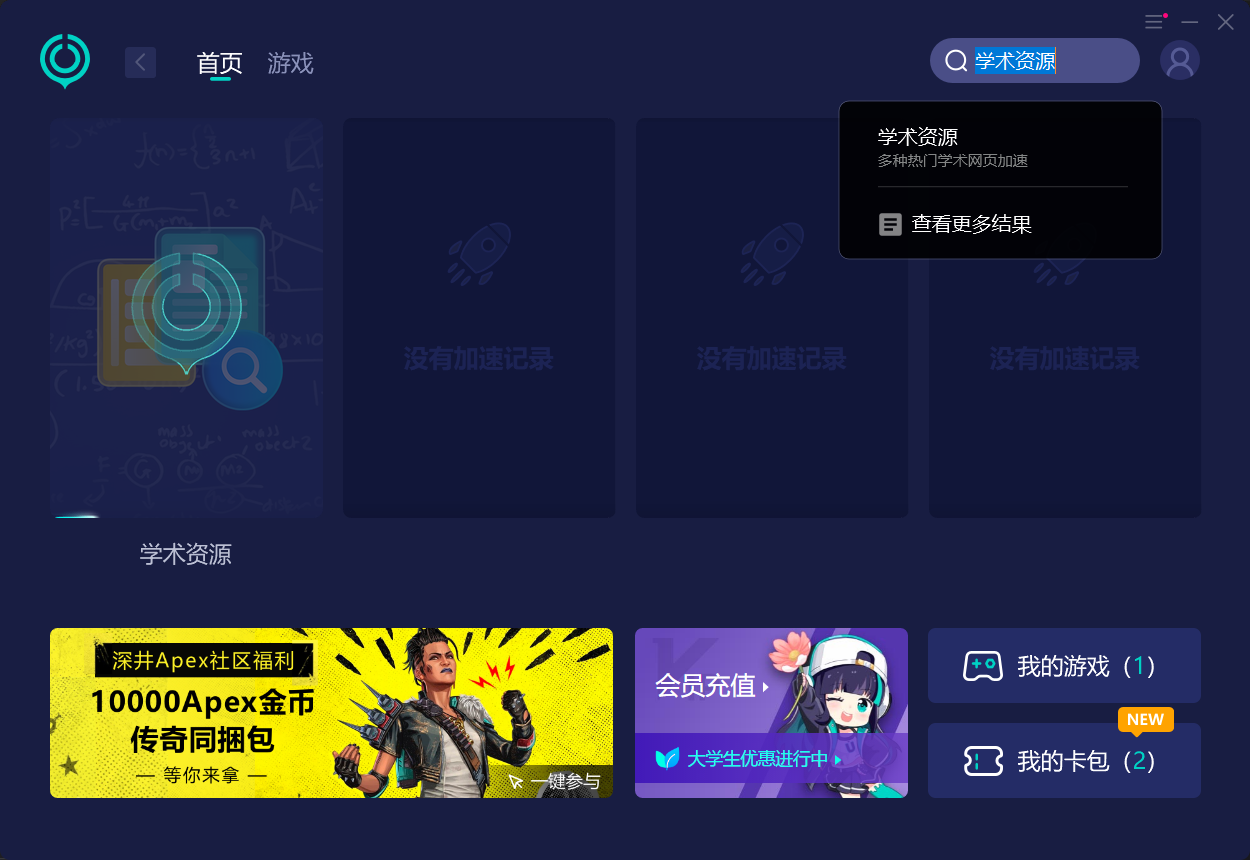 首页
游戏
学术资源
学术资源
多种热门学术网页加速
查看更多结果
没有加速记录
没有加速记录
没有加速记录
学术资源
深井Apex社区福利
10000Apex金币
传奇同捆包
— 等你来拿 —
一键参与
会员充值
大学生优惠进行中
我的游戏（1）
NEW
我的卡包（2）